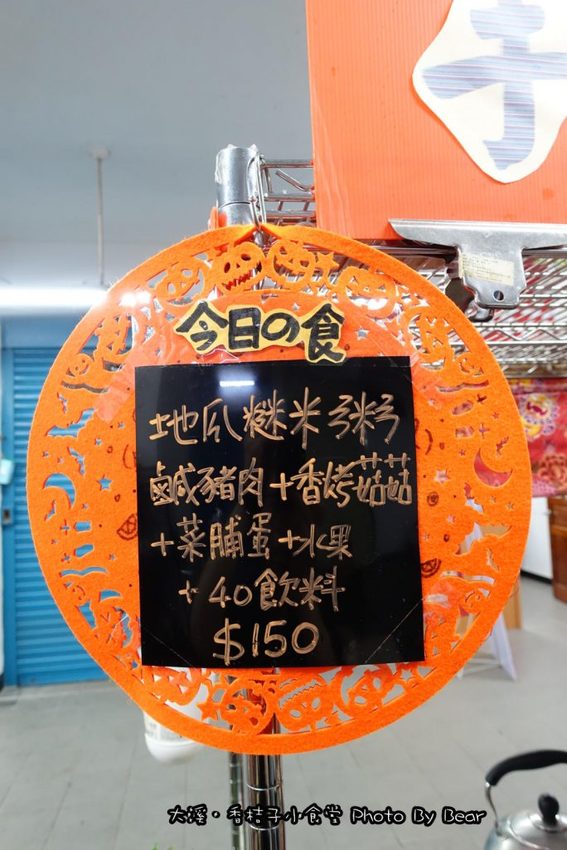 子
今日の食
地瓜糙米粥
鹹豬肉+香烤菇菇
+菜脯蛋+水果
+40飲料
$150
大溪·香桔子小食堂 Photo By Bear